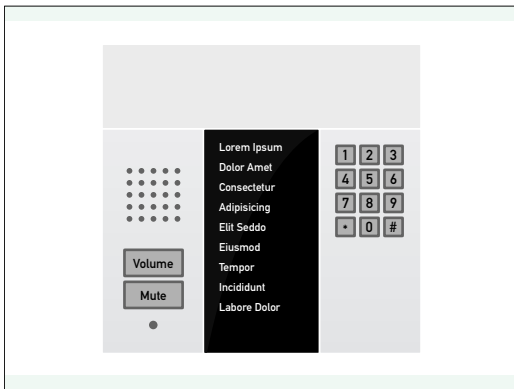 Volume
Mute
Lorem Ipsum
Dolor Amet
Consectetur
Adipisicing
Elit Seddo
Eiusmod
Tempor
Incididunt
Labore Dolor
1 2 3
4 5 6
7 8 9
* 0 #